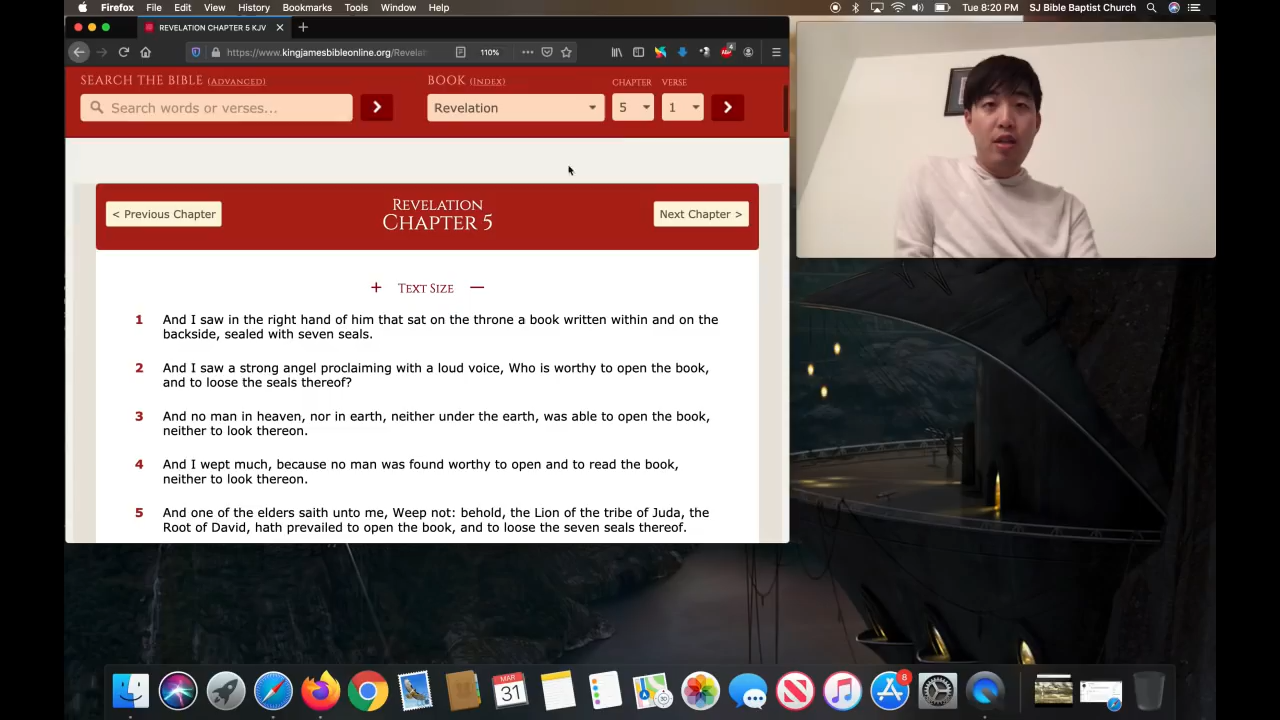 Firefox File Edit View History Bookmarks Tools Window Help Tue 8:20 PM SJ Bible Baptist Church
REVELATION CHAPTER 5 KJV
https://www.kingjamesbibleonline.org/Revelat
110%
4
SEARCH THE BIBLE (ADVANCED)
BOOK (INDEX)
CHAPTER VERSE
Search words or verses...
Revelation
5
1
< Previous Chapter
REVELATION
CHAPTER 5
Next Chapter >
+ TEXT SIZE —
1 And I saw in the right hand of him that sat on the throne a book written within and on the
backside, sealed with seven seals.
2 And I saw a strong angel proclaiming with a loud voice, Who is worthy to open the book,
and to loose the seals thereof?
3 And no man in heaven, nor in earth, neither under the earth, was able to open the book,
neither to look thereon.
4 And I wept much, because no man was found worthy to open and to read the book,
neither to look thereon.
5 And one of the elders saith unto me, Weep not: behold, the Lion of the tribe of Juda, the
Root of David, hath prevailed to open the book, and to loose the seven seals thereof.
MAR
31
8